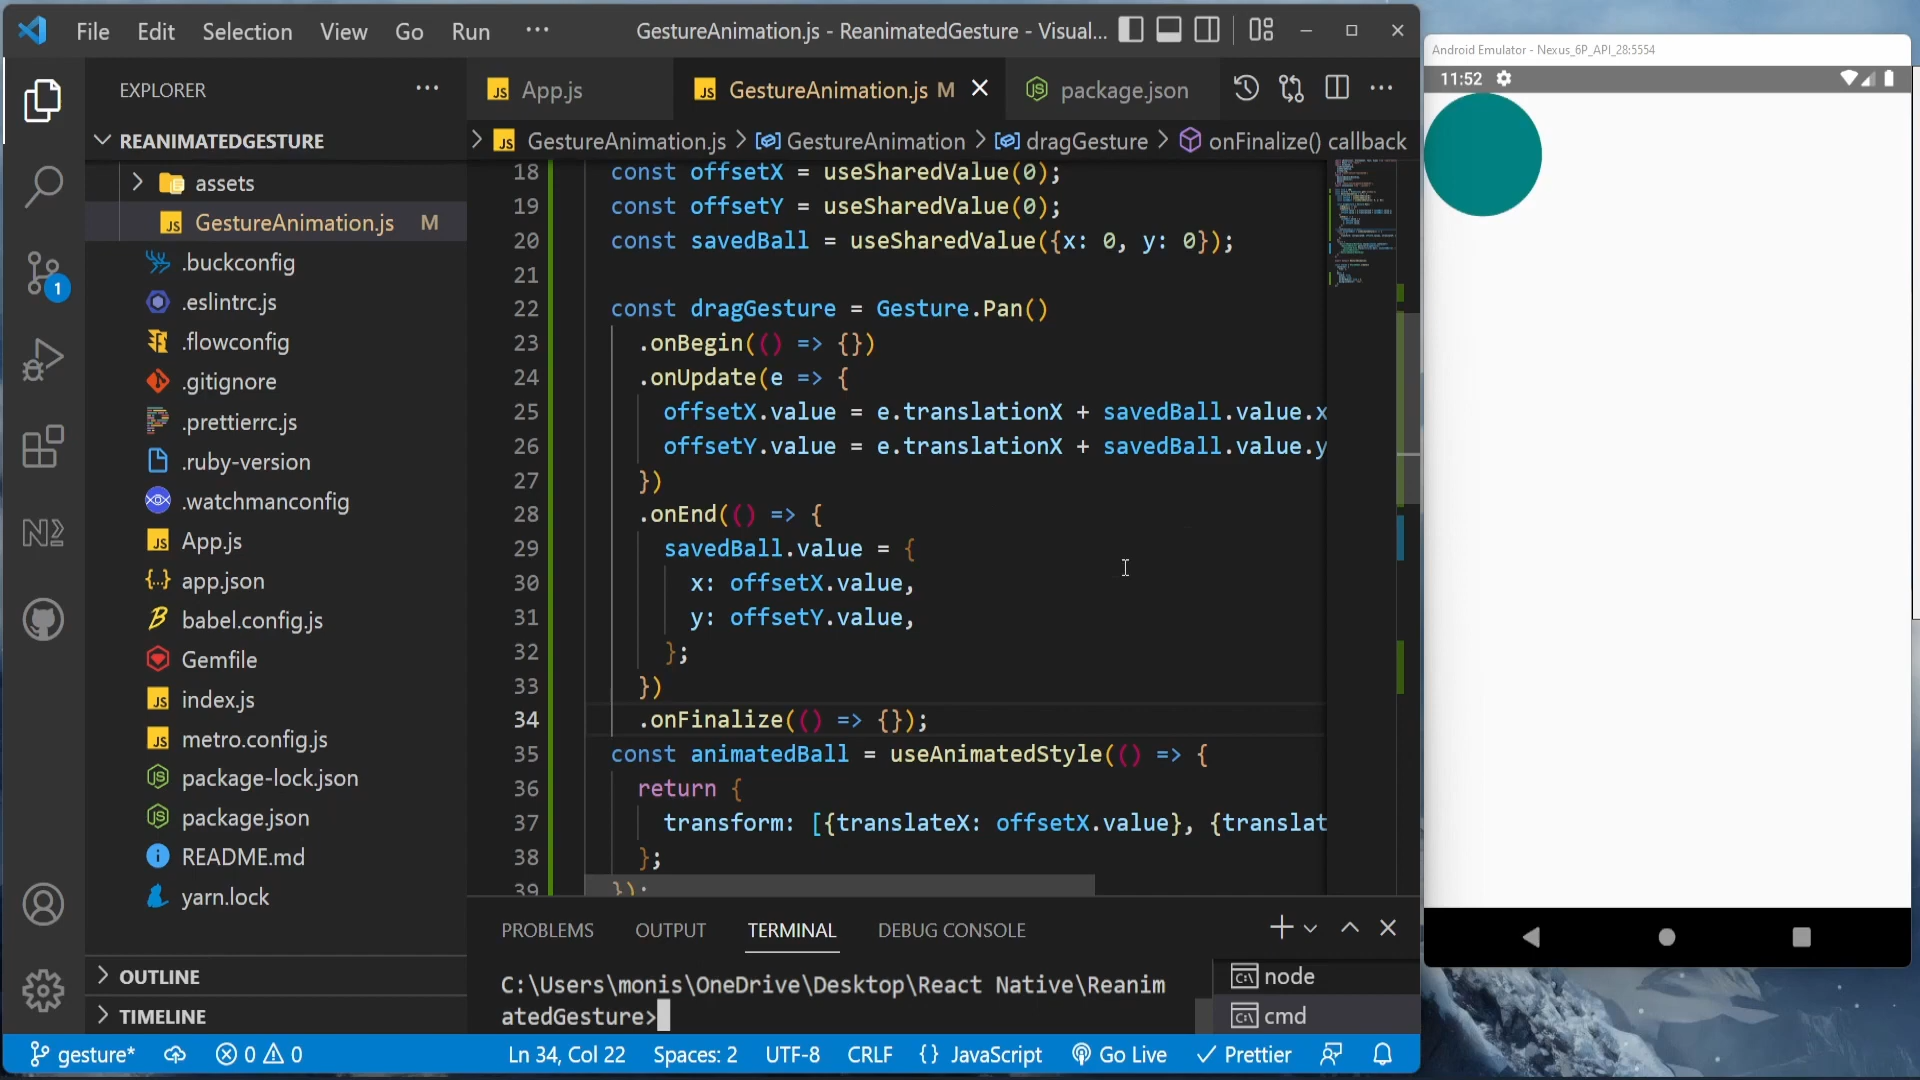 File Edit Selection View Go Run ··· GestureAnimation.js - ReanimatedGesture - Visual...
EXPLORER ···
REANIMATEDGESTURE
assets
GestureAnimation.js M
.buckconfig
.eslintrc.js
.flowconfig
.gitignore
.prettierrc.js
.ruby-version
.watchmanconfig
App.js
app.json
babel.config.js
Gemfile
index.js
metro.config.js
package-lock.json
package.json
README.md
yarn.lock
OUTLINE
TIMELINE
1
App.js GestureAnimation.js M package.json
GestureAnimation.js > GestureAnimation > dragGesture > onFinalize() callback
18 const offsetX = useSharedValue(0);
19 const offsetY = useSharedValue(0);
20 const savedBall = useSharedValue({x: 0, y: 0});
21
22 const dragGesture = Gesture.Pan()
23 .onBegin(() => {})
24 .onUpdate(e => {
25 offsetX.value = e.translationX + savedBall.value.x
26 offsetY.value = e.translationX + savedBall.value.y
27 })
28 .onEnd(() => {
29 savedBall.value = {
30 x: offsetX.value,
31 y: offsetY.value,
32 };
33 })
34 .onFinalize(() => {});
35 const animatedBall = useAnimatedStyle(() => {
36 return {
37 transform: [{translateX: offsetX.value}, {translat
38 };
39 });
PROBLEMS OUTPUT TERMINAL DEBUG CONSOLE
C:\Users\monis\OneDrive\Desktop\React Native\Reanim
atedGesture>
node
cmd
gesture* 0 0 Ln 34, Col 22 Spaces: 2 UTF-8 CRLF {} JavaScript Go Live Prettier
Android Emulator - Nexus_6P_API_28:5554
11:52